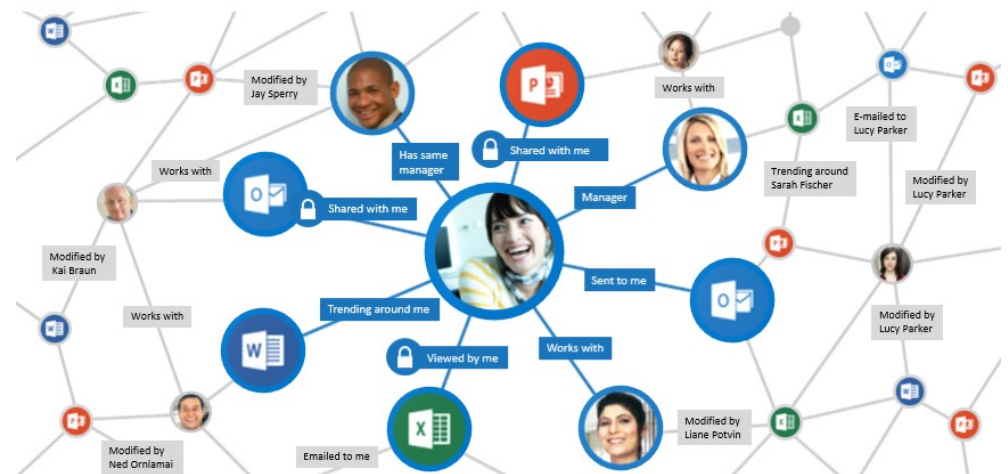 Modified by
Jay Sperry
Works with
Has same
manager
Shared with me
Works with
E-mailed to
Lucy Parker
Shared with me
Manager
Trending around
Sarah Fischer
Modified by
Lucy Parker
Modified by
Kai Braun
Sent to me
Works with
Trending around me
Viewed by me
Works with
Modified by
Lucy Parker
Modified by
Ned Ornlamai
Emailed to me
Modified by
Liane Potvin